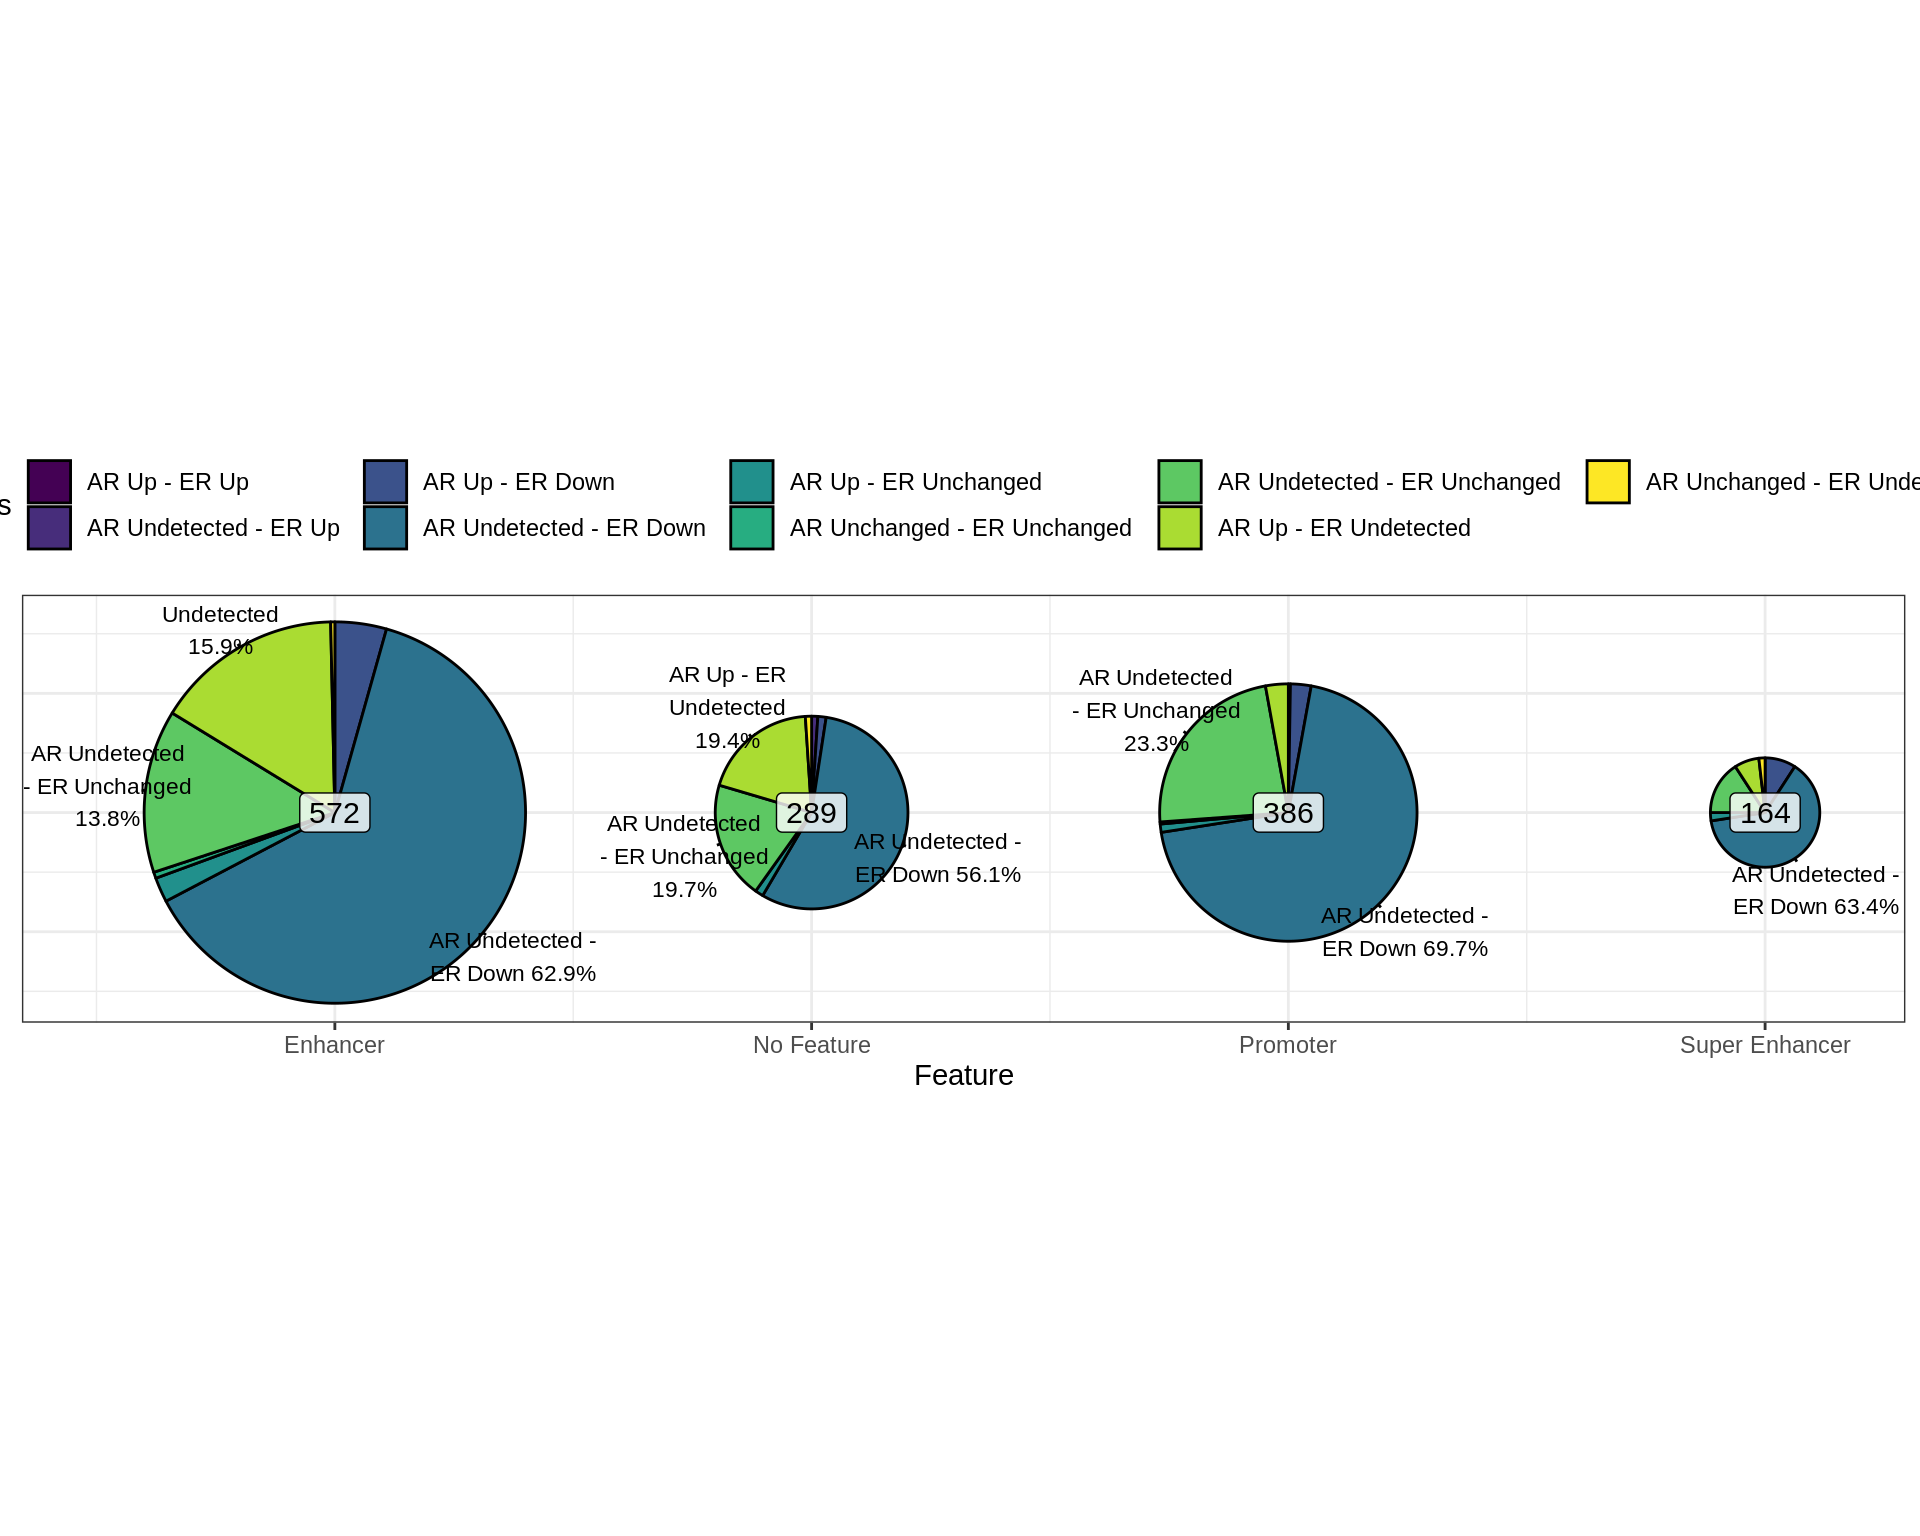 s
AR Up - ER Up
AR Up - ER Down
AR Up - ER Unchanged
AR Undetected - ER Unchanged
AR Unchanged - ER Unde
AR Undetected - ER Up
AR Undetected - ER Down
AR Unchanged - ER Unchanged
AR Up - ER Undetected
Undetected
15.9%
AR Undetected
- ER Unchanged
13.8%
572
AR Undetected -
ER Down 62.9%
AR Up - ER
Undetected
19.4%
289
AR Undetected
- ER Unchanged
19.7%
AR Undetected -
ER Down 56.1%
AR Undetected
- ER Unchanged
23.3%
386
AR Undetected -
ER Down 69.7%
164
AR Undetected -
ER Down 63.4%
Enhancer
No Feature
Promoter
Super Enhancer
Feature